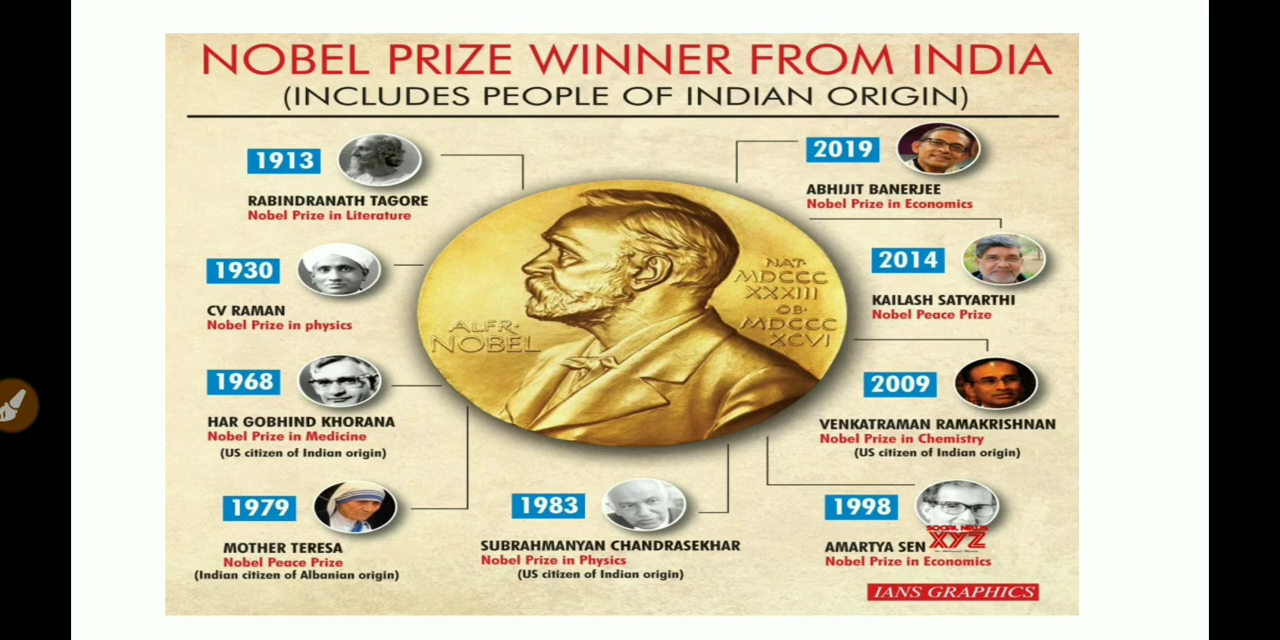 NOBEL PRIZE WINNER FROM INDIA
(INCLUDES PEOPLE OF INDIAN ORIGIN)
1913
RABINDRANATH TAGORE
Nobel Prize in Literature
1930
CV RAMAN
Nobel Prize in physics
1968
HAR GOBHIND KHORANA
Nobel Prize in Medicine
(US citizen of Indian origin)
1979
MOTHER TERESA
Nobel Peace Prize
(Indian citizen of Albanian origin)
ALFR·
NOBEL
NAT·
MDCCC
XXXIII
OB·
MDCCC
XCVI
1983
SUBRAHMANYAN CHANDRASEKHAR
Nobel Prize in Physics
(US citizen of Indian origin)
2019
ABHIJIT BANERJEE
Nobel Prize in Economics
2014
KAILASH SATYARTHI
Nobel Peace Prize
2009
VENKATRAMAN RAMAKRISHNAN
Nobel Prize in Chemistry
(US citizen of Indian origin)
1998
AMARTYA SEN
Nobel Prize in Economics
SOCIAL NEWS
XYZ
IANS GRAPHICS